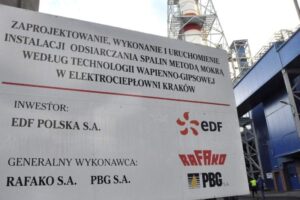 ZAPROJEKTOWANIE, WYKONANIE I URUCHOMIENIE
INSTALACJI ODSIARCZANIA SPALIN METODĄ MOKRĄ
WEDŁUG TECHNOLOGII WAPIENNO-GIPSOWEJ
W ELEKTROCIEPŁOWNI KRAKÓW
INWESTOR:
EDF POLSKA S.A.
eDF
GENERALNY WYKONAWCA:
RAFAKO S.A. PBG S.A.
RAFAKO
PBG S.A.